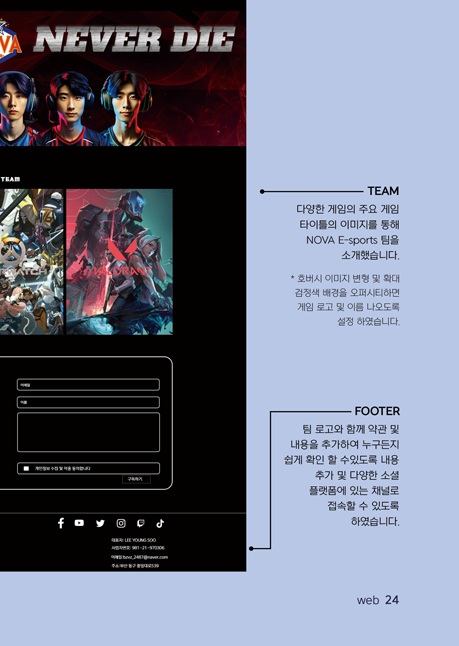 NEVER DIE
TEAM
VALORANT
이메일
이름
개인정보 수집 및 이용 동의합니다
구독하기
대표자: LEE YOUNG SOO
사업자번호: 981-21-970306
이메일:bzvz_2487@naver.com
주소:부산 동구 중앙대로539
TEAM
다양한 게임의 주요 게임
타이틀의 이미지를 통해
NOVA E-sports 팀을
소개했습니다.
* 호버시 이미지 변형 및 확대
검정색 배경을 오퍼시티하면
게임 로고 및 이름 나오도록
설정 하였습니다.
FOOTER
팀 로고와 함께 약관 및
내용을 추가하여 누구든지
쉽게 확인 할 수있도록 내용
추가 및 다양한 소셜
플랫폼에 있는 채널로
접속할 수 있도록
하였습니다.
web 24